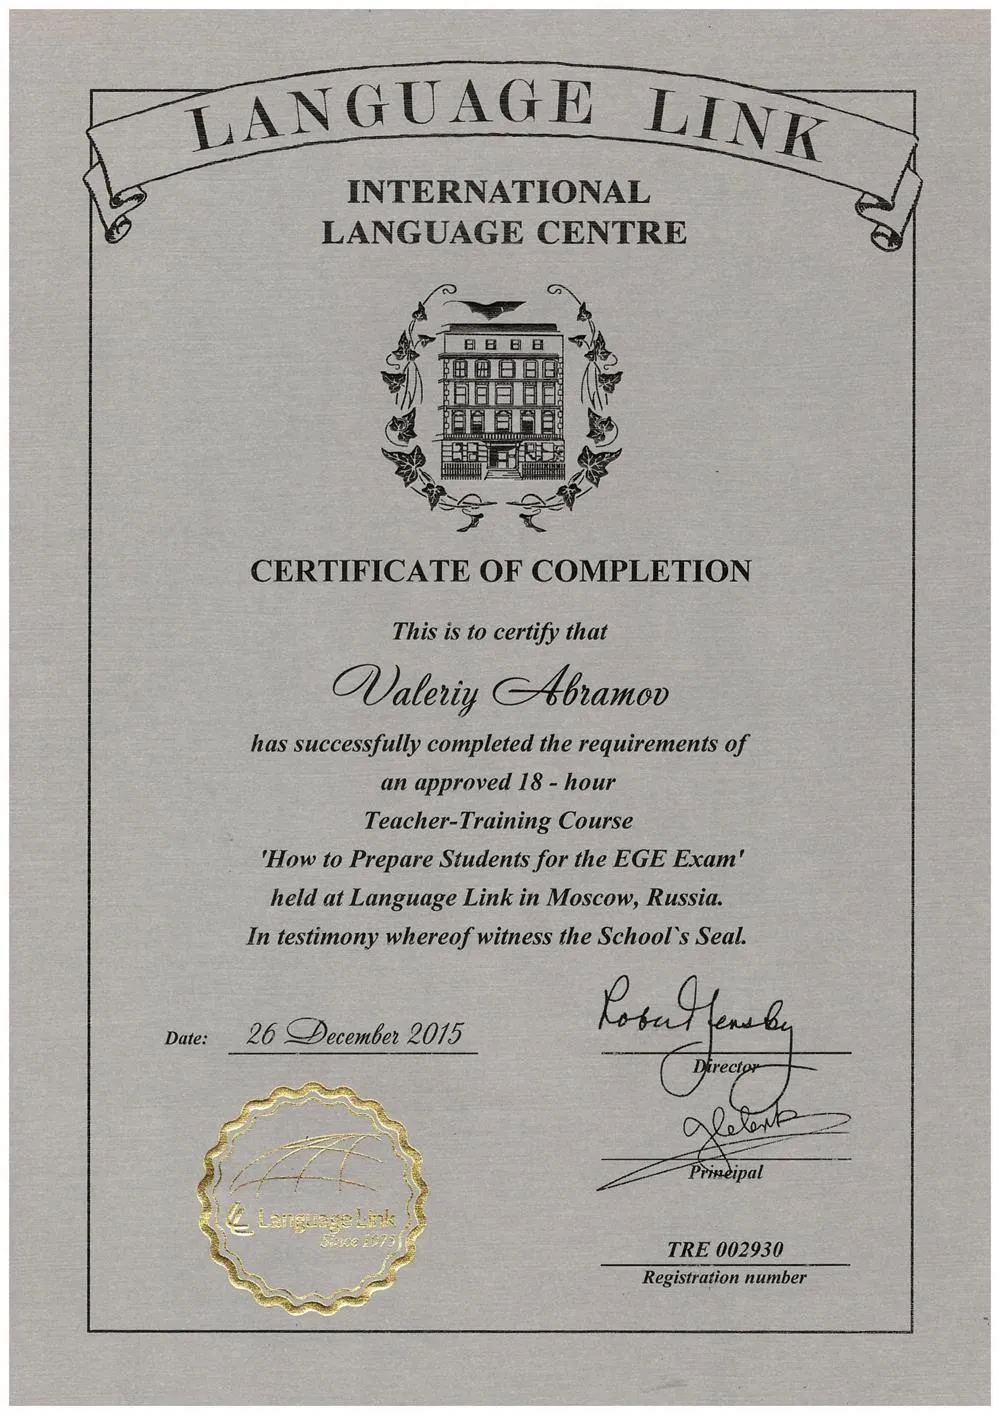 LANGUAGE LINK
INTERNATIONAL
LANGUAGE CENTRE
CERTIFICATE OF COMPLETION
This is to certify that
Valeriy Abramov
has successfully completed the requirements of
an approved 18 - hour
Teacher-Training Course
'How to Prepare Students for the EGE Exam'
held at Language Link in Moscow, Russia.
In testimony whereof witness the School`s Seal.
Date: 26 December 2015
Director
Principal
Language Link
Since 1975
TRE 002930
Registration number